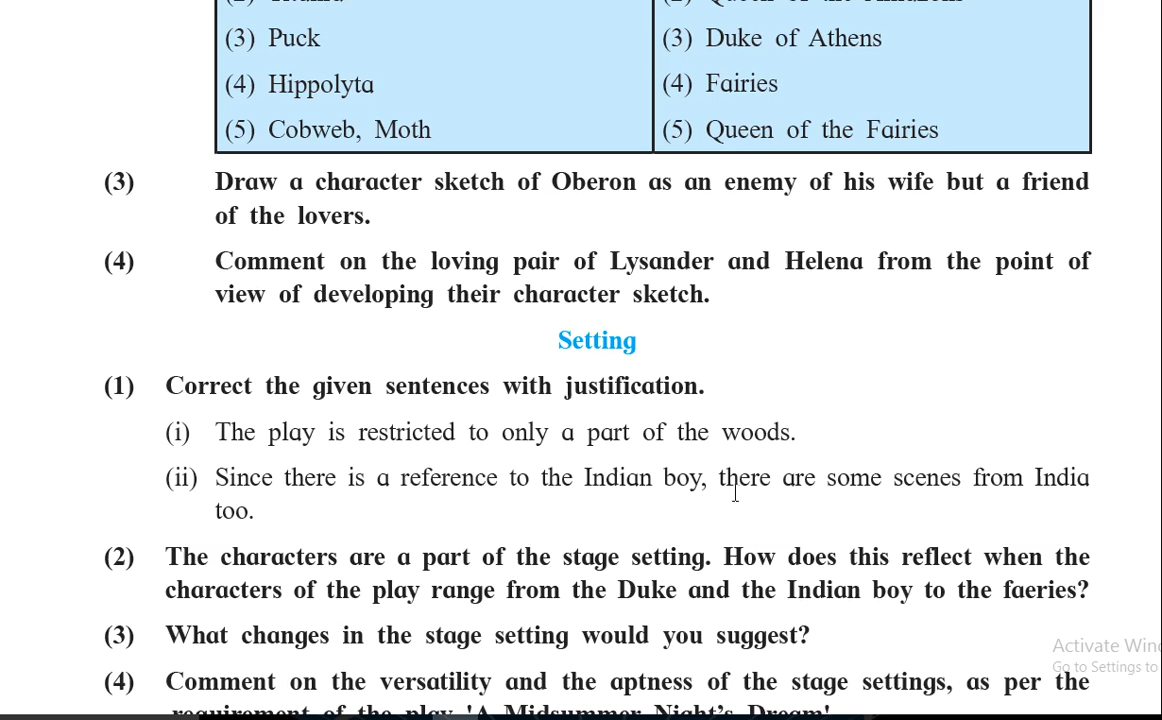 (3) Puck (3) Duke of Athens
(4) Hippolyta (4) Fairies
(5) Cobweb, Moth (5) Queen of the Fairies
(3) Draw a character sketch of Oberon as an enemy of his wife but a friend
of the lovers.
(4) Comment on the loving pair of Lysander and Helena from the point of
view of developing their character sketch.
Setting
(1) Correct the given sentences with justification.
(i) The play is restricted to only a part of the woods.
(ii) Since there is a reference to the Indian boy, there are some scenes from India
too.
(2) The characters are a part of the stage setting. How does this reflect when the
characters of the play range from the Duke and the Indian boy to the faeries?
(3) What changes in the stage setting would you suggest?
Activate Win
Go to Settings to
(4) Comment on the versatility and the aptness of the stage settings, as per the
requirement of the play 'A Midsummer Night's Dream'